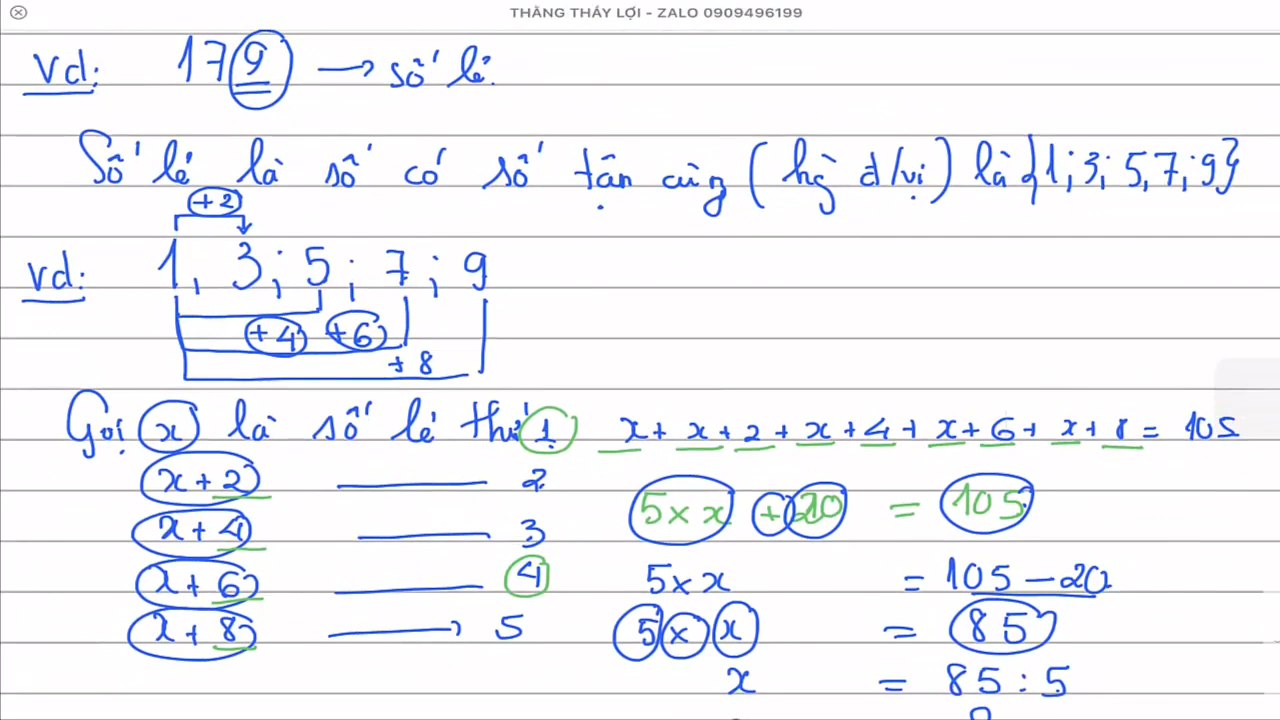 THẦNG THẦY LỢI - ZALO 0909496199
Vd: 179 → số lẻ.
Số lẻ là số có số tận cùng (hg đ/vị) là {1;3;5,7;9}
+2
Vd: 1, 3; 5; 7; 9
+4 +6
+8
Gọi x là số lẻ thứ 1 x+x+2+x+4+x+6+x+8=105
x+2 2 5×x +20 = 105
x+4 3
x+6 4 5×x = 105-20
x+8 → 5 5×x = 85
x = 85:5